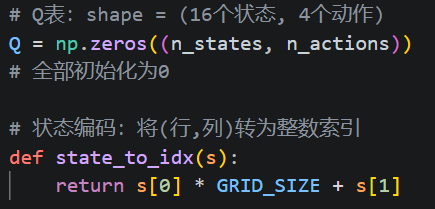 # Q表：shape = (16个状态, 4个动作)
Q = np.zeros((n_states, n_actions))
# 全部初始化为0
# 状态编码：将(行,列)转为整数索引
def state_to_idx(s):
    return s[0] * GRID_SIZE + s[1]